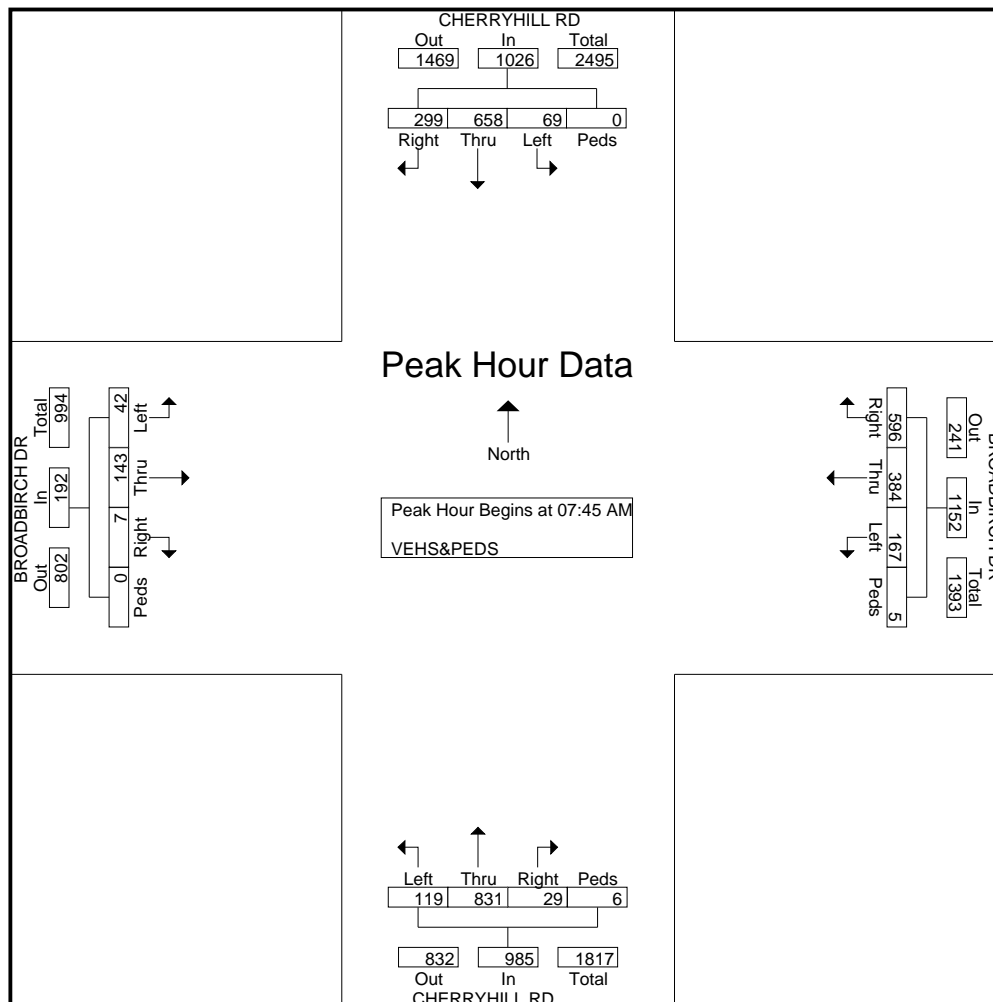 CHERRYHILL RD
Out In Total
1469 1026 2495
299 658 69 0
Right Thru Left Peds
Peak Hour Data
North
Peak Hour Begins at 07:45 AM
VEHS&PEDS
BROADBIRCH DR
Total In Out
994 192 802
42 143 7 0
Left Thru Right Peds
Right Thru Left Peds
596 384 167 5
241 1152 1393
Out In Total
BROADBIRCH DR
Left Thru Right Peds
119 831 29 6
832 985 1817
Out In Total
CHERRYHILL RD